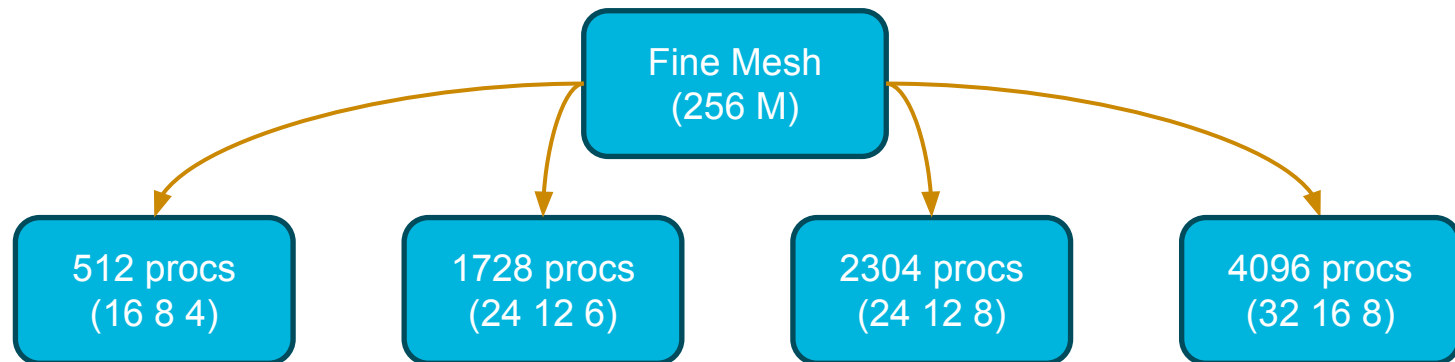 Fine Mesh
(256 M)
512 procs
(16 8 4)
1728 procs
(24 12 6)
2304 procs
(24 12 8)
4096 procs
(32 16 8)